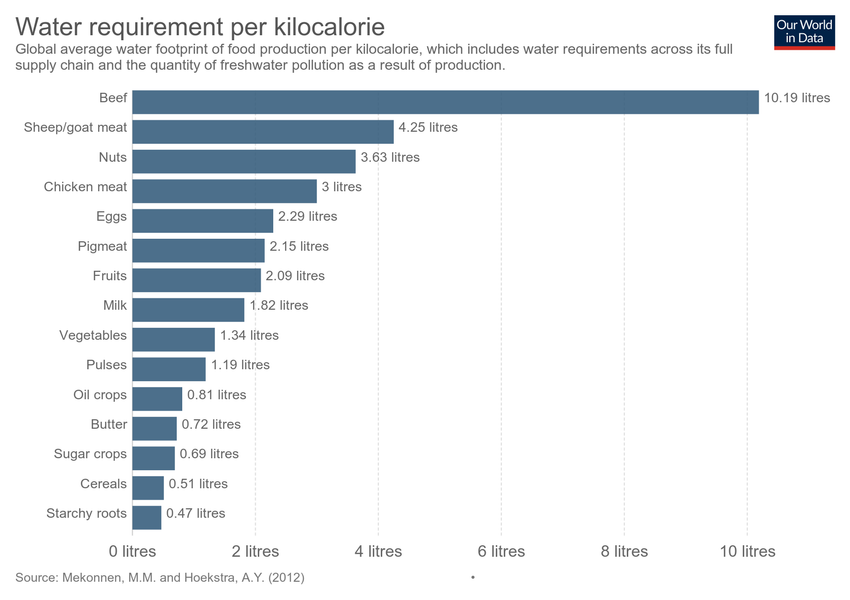 Water requirement per kilocalorie
Our World
in Data
Global average water footprint of food production per kilocalorie, which includes water requirements across its full
supply chain and the quantity of freshwater pollution as a result of production.
Beef 10.19 litres
Sheep/goat meat 4.25 litres
Nuts 3.63 litres
Chicken meat 3 litres
Eggs 2.29 litres
Pigmeat 2.15 litres
Fruits 2.09 litres
Milk 1.82 litres
Vegetables 1.34 litres
Pulses 1.19 litres
Oil crops 0.81 litres
Butter 0.72 litres
Sugar crops 0.69 litres
Cereals 0.51 litres
Starchy roots 0.47 litres
0 litres 2 litres 4 litres 6 litres 8 litres 10 litres
Source: Mekonnen, M.M. and Hoekstra, A.Y. (2012) •